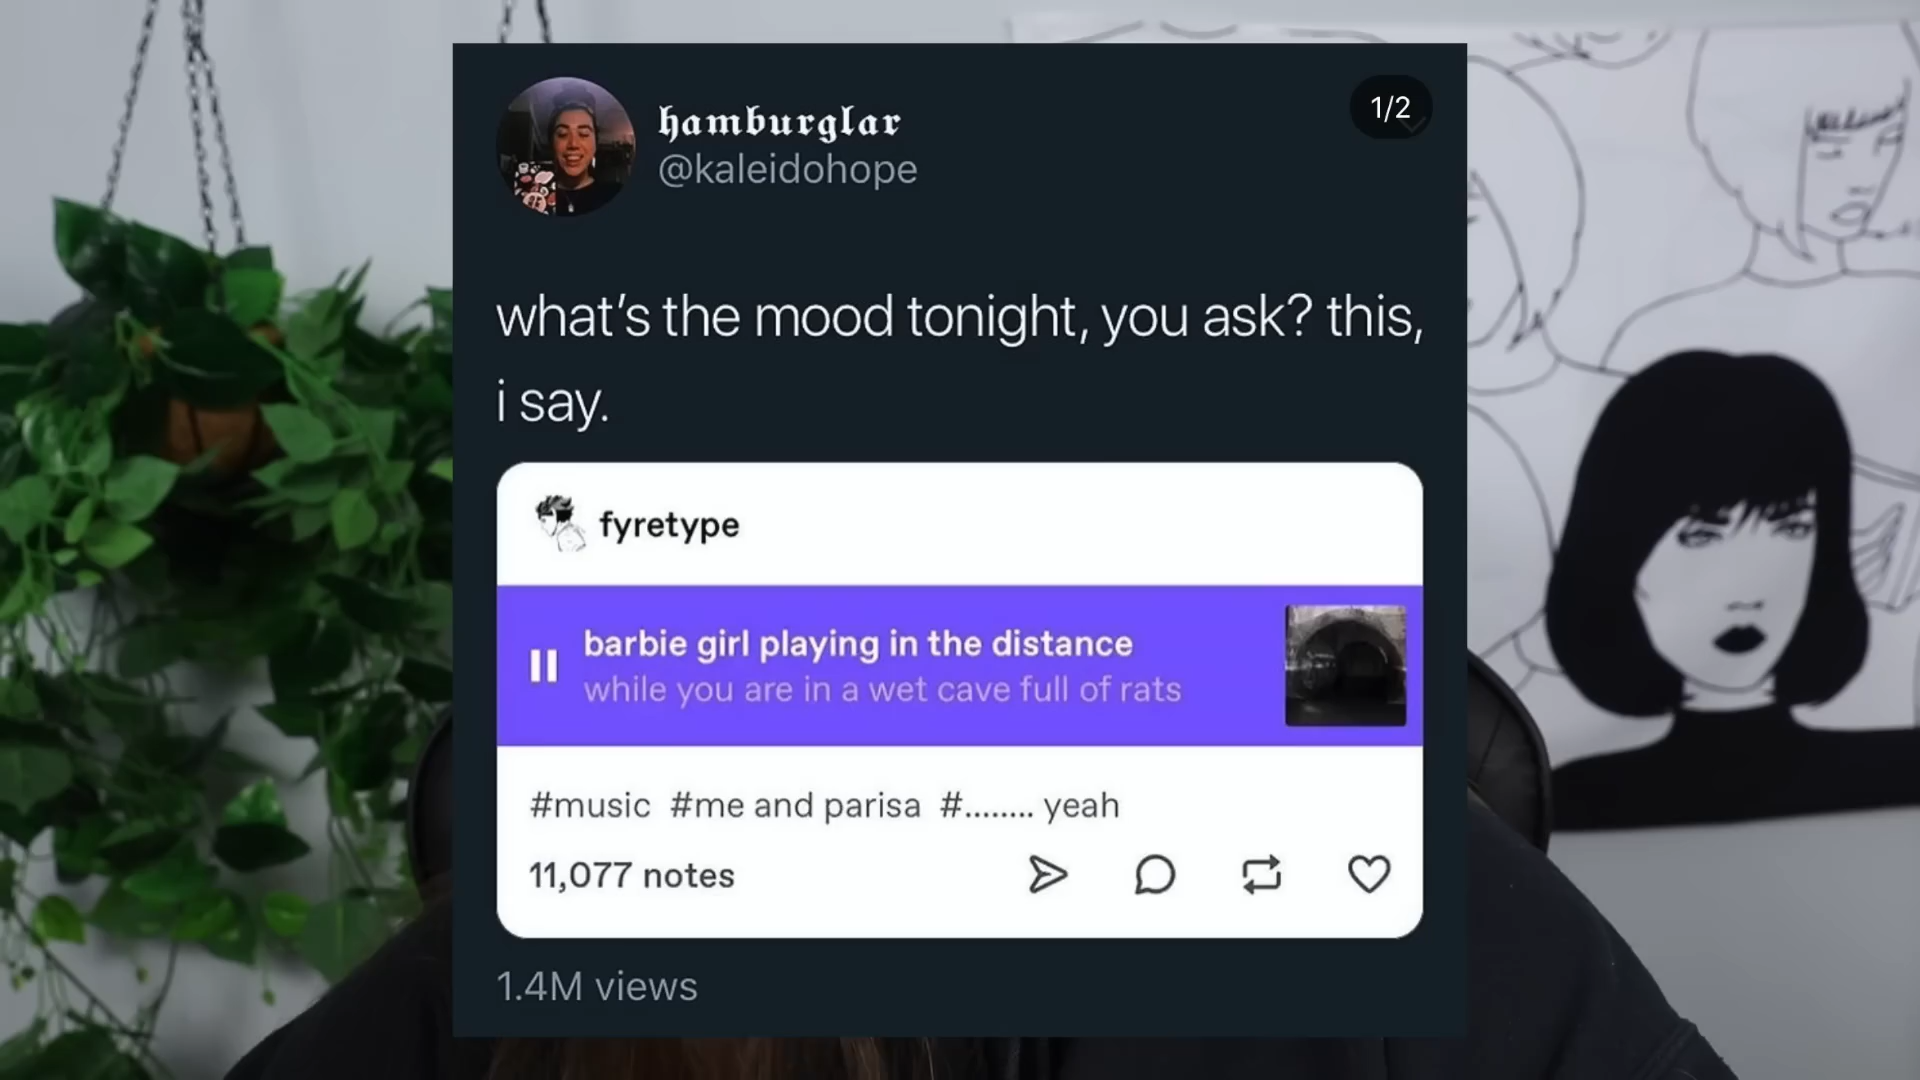 hamburglar
@kaleidohope
1/2
what's the mood tonight, you ask? this,
i say.
fyretype
barbie girl playing in the distance
while you are in a wet cave full of rats
#music #me and parisa #........ yeah
11,077 notes
1.4M views